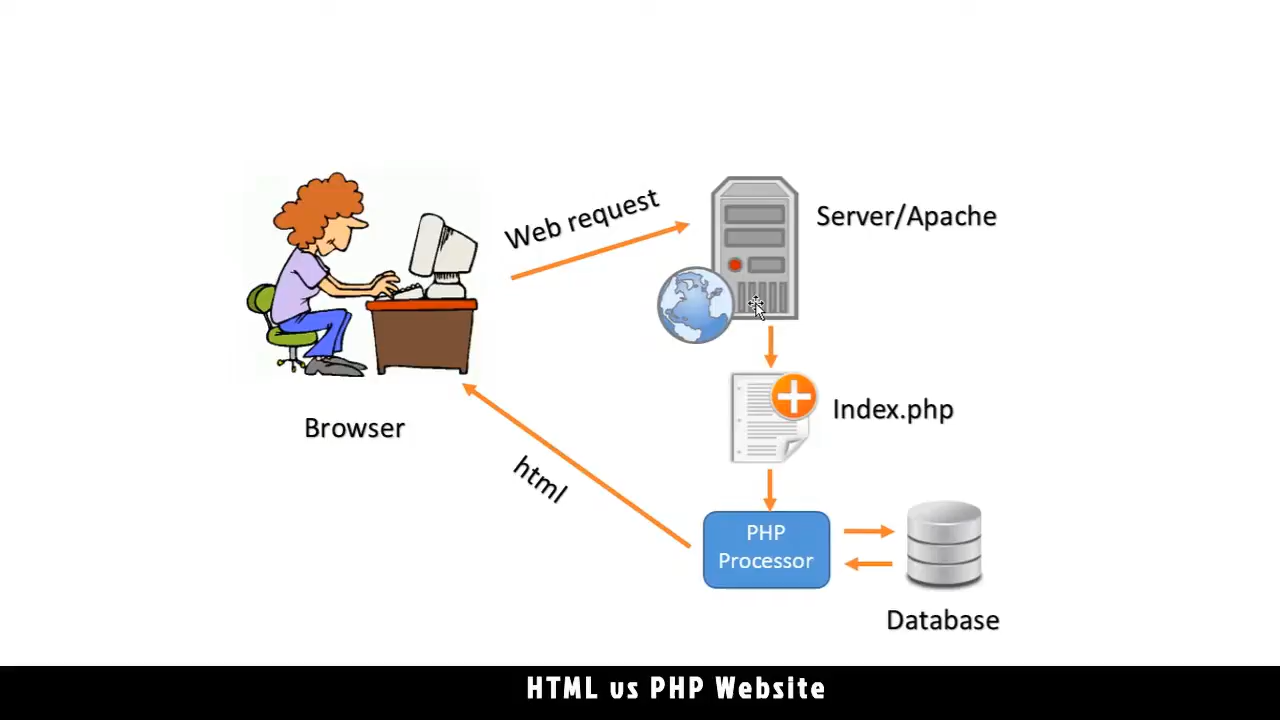 Web request
Server/Apache
Browser
Index.php
html
PHP
Processor
Database
HTML vs PHP Website